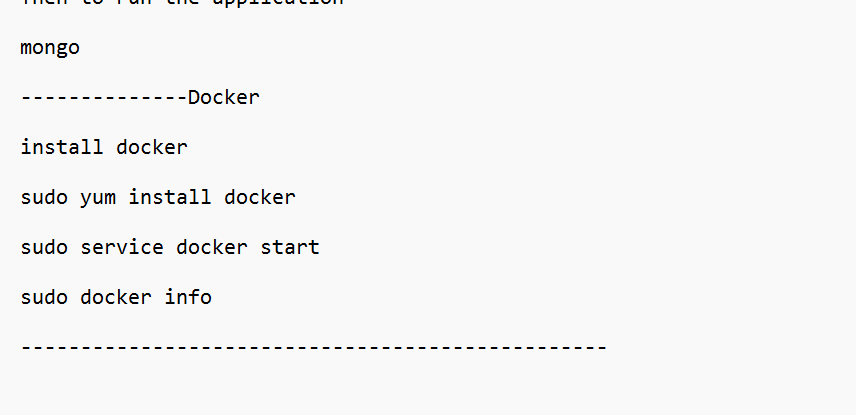 Then to run the application
mongo
--------------Docker
install docker
sudo yum install docker
sudo service docker start
sudo docker info
-------------------------------------------------